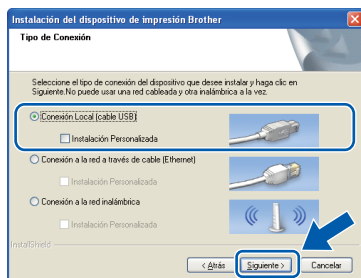 Instalación del dispositivo de impresión Brother
Tipo de Conexión
Seleccione el tipo de conexión del dispositivo que desee instalar y haga clic en
Siguiente.No puede usar una red cableada y otra inalámbrica a la vez.
Conexión Local (cable USB)
Instalación Personalizada
Conexión a la red a través de cable (Ethernet)
Instalación Personalizada
Conexión a la red inalámbrica
Instalación Personalizada
InstallShield
< Atrás
Siguiente >
Cancelar